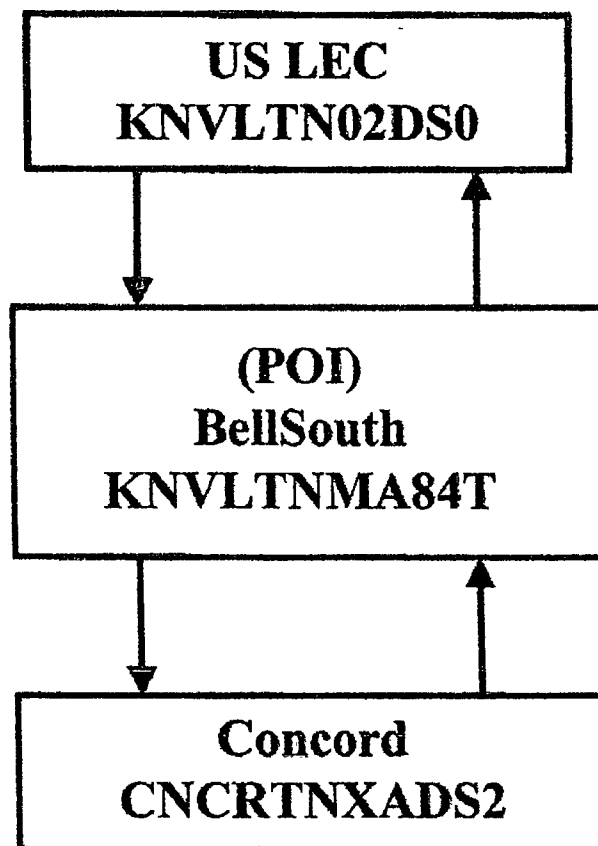 US LEC
KNVLTN02DS0
(POI)
BellSouth
KNVLTNMA84T
Concord
CNCRTNXADS2